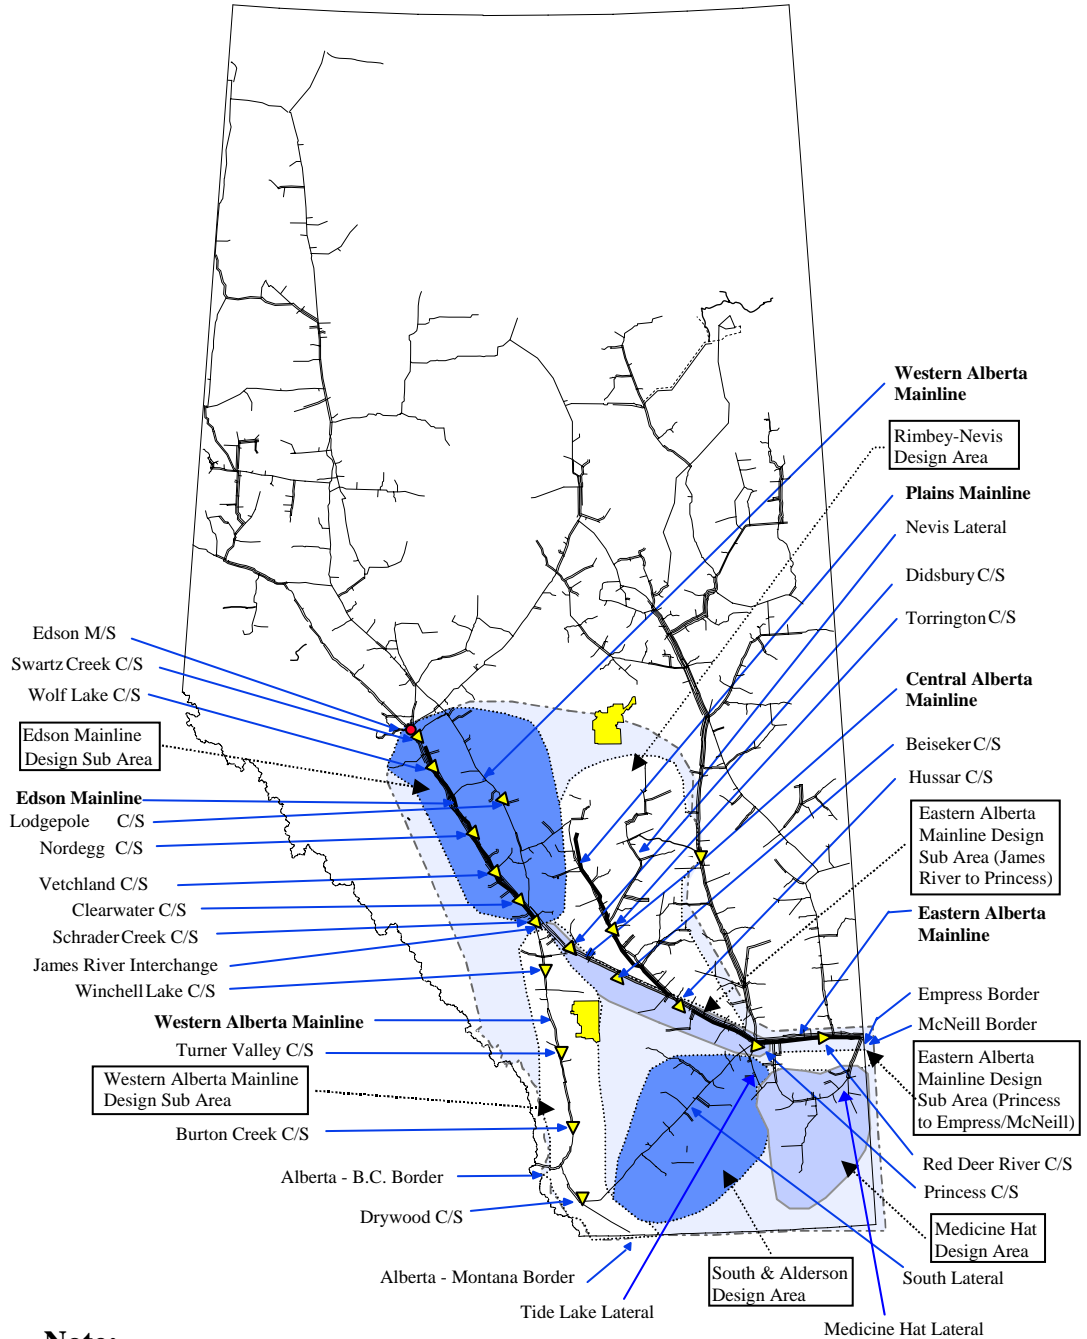 Western Alberta
Mainline
Rimbey-Nevis
Design Area
Plains Mainline
Nevis Lateral
Didsbury C/S
Torrington C/S
Edson M/S
Swartz Creek C/S
Wolf Lake C/S
Central Alberta
Mainline
Edson Mainline
Design Sub Area
Beiseker C/S
Hussar C/S
Edson Mainline
Lodgepole C/S
Nordegg C/S
Eastern Alberta
Mainline Design
Sub Area (James
River to Princess)
Vetchland C/S
Clearwater C/S
Schrader Creek C/S
James River Interchange
Winchell Lake C/S
Eastern Alberta
Mainline
Western Alberta Mainline
Turner Valley C/S
Empress Border
McNeill Border
Western Alberta Mainline
Design Sub Area
Eastern Alberta
Mainline Design
Sub Area (Princess
to Empress/McNeill)
Burton Creek C/S
Alberta - B.C. Border
Drywood C/S
Red Deer River C/S
Princess C/S
Medicine Hat
Design Area
Alberta - Montana Border
South & Alderson
Design Area
South Lateral
Tide Lake Lateral
Medicine Hat Lateral
Note: